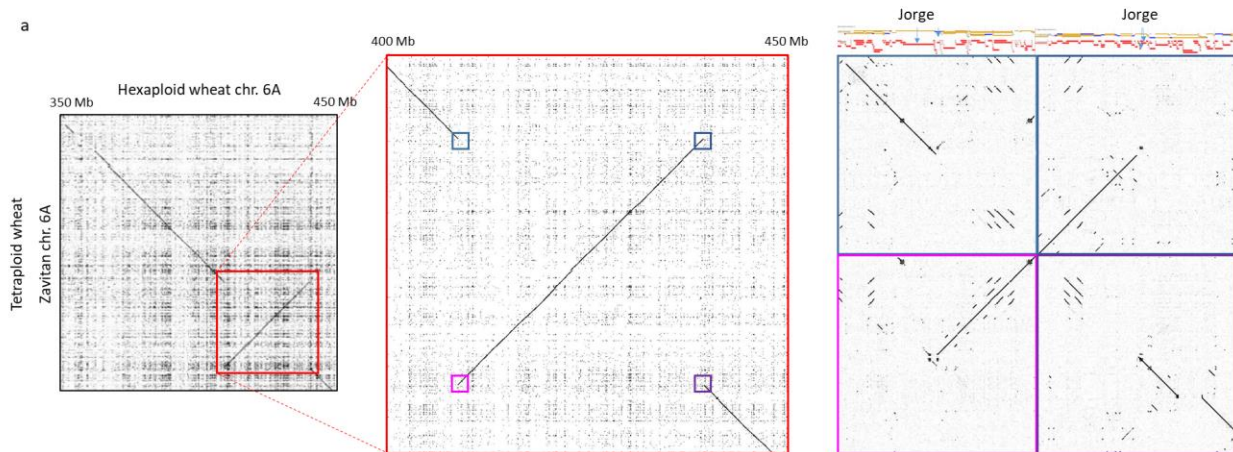 a
Jorge
Jorge
400 Mb
450 Mb
Hexaploid wheat chr. 6A
350 Mb
450 Mb
Tetraploid wheat
Zavitan chr. 6A